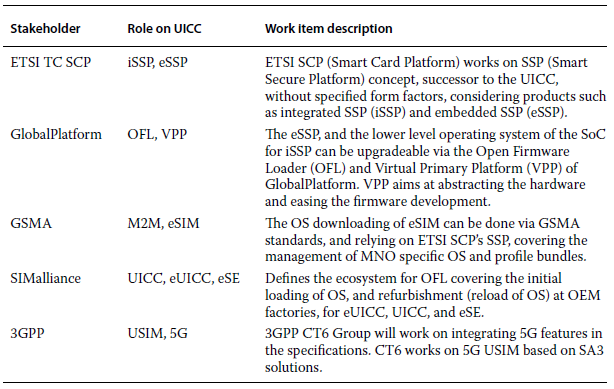 Stakeholder Role on UICC Work item description
ETSI TC SCP iSSP, eSSP ETSI SCP (Smart Card Platform) works on SSP (Smart
Secure Platform) concept, successor to the UICC,
without specified form factors, considering products such
as integrated SSP (iSSP) and embedded SSP (eSSP).
GlobalPlatform OFL, VPP The eSSP, and the lower level operating system of the SoC
for iSSP can be upgradeable via the Open Firmware
Loader (OFL) and Virtual Primary Platform (VPP) of
GlobalPlatform. VPP aims at abstracting the hardware
and easing the firmware development.
GSMA M2M, eSIM The OS downloading of eSIM can be done via GSMA
standards, and relying on ETSI SCP's SSP, covering the
management of MNO specific OS and profile bundles.
SIMalliance UICC, eUICC, eSE Defines the ecosystem for OFL covering the initial
loading of OS, and refurbishment (reload of OS) at OEM
factories, for eUICC, UICC, and eSE.
3GPP USIM, 5G 3GPP CT6 Group will work on integrating 5G features in
the specifications. CT6 works on 5G USIM based on SA3
solutions.